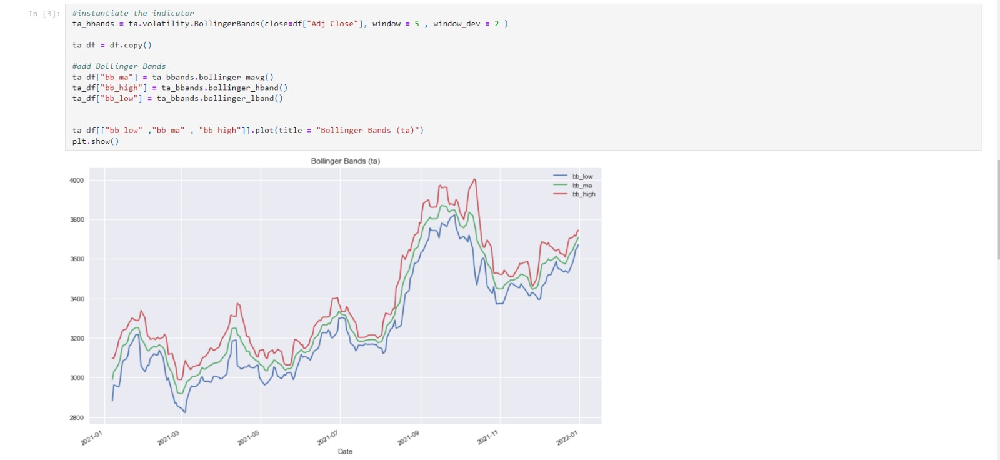 In [3]:
#instantiate the indicator
ta_bbands = ta.volatility.BollingerBands(close=df["Adj Close"], window = 5 , window_dev = 2 )
ta_df = df.copy()
#add Bollinger Bands
ta_df["bb_ma"] = ta_bbands.bollinger_mavg()
ta_df["bb_high"] = ta_bbands.bollinger_hband()
ta_df["bb_low"] = ta_bbands.bollinger_lband()
ta_df[["bb_low" ,"bb_ma" , "bb_high"]].plot(title = "Bollinger Bands (ta)")
plt.show()
Bollinger Bands (ta)
bb_low
bb_ma
bb_high
4000
3800
3600
3400
3200
3000
2800
2021-01
2021-03
2021-05
2021-07
2021-09
2021-11
2022-01
Date